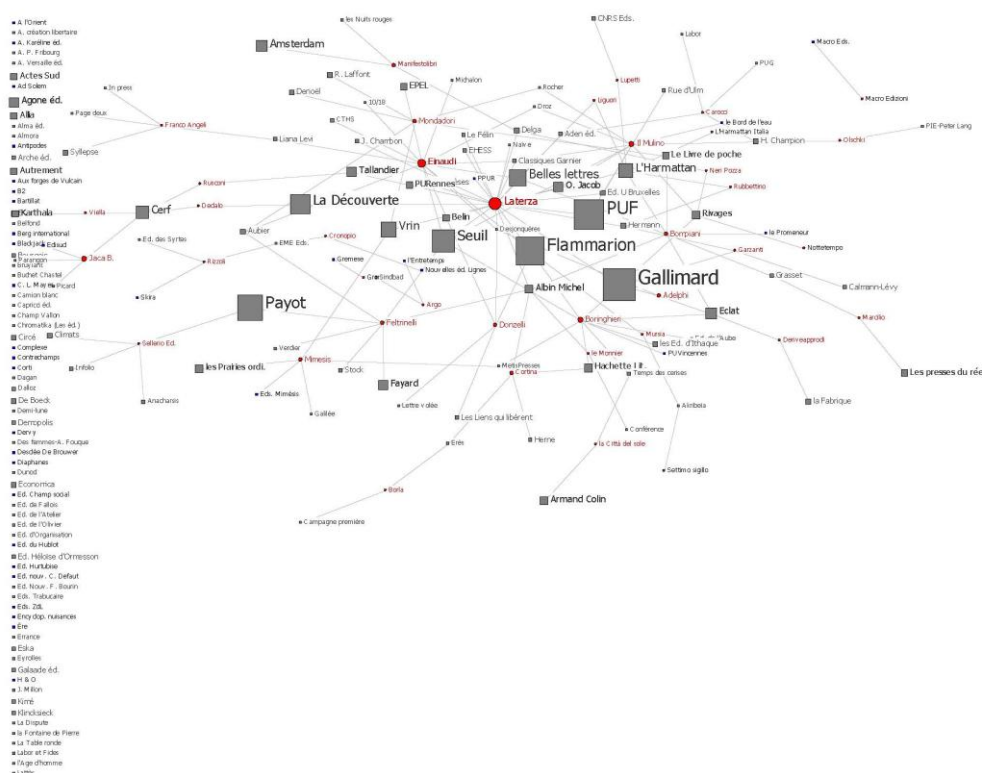 A l'Orient
A. création libertaire
A. Karéline éd.
A. P. Fribourg
A. Versaille éd.
Actes Sud
Ad Solem
Agone éd.
Allia
Alma éd.
Almora
Antipodes
Arche éd.
Autrement
Aux forges de Vulcain
B2
Bartillat
Karthala
Belfond
Berg international
Blackjack
Ediaud
Parangon
Buchet Chastel
C. L. Mayer
Picard
Camion blanc
Capricci éd.
Champ Vallon
Chromatika (Les éd.)
Circé
Climats
Complexe
Contrechamps
Corti
Dagan
Dalloz
De Boeck
Demi-lune
Demopolis
Dervy
Des femmes-A. Fouque
Desclée De Brouwer
Diaphanes
Dunod
Economica
Ed. Champ social
Ed. de Fallois
Ed. de l'Atelier
Ed. de l'Olivier
Ed. d'Organisation
Ed. du Hublot
Ed. Héloïse d'Ormesson
Ed. Hurtubise
Ed. nouv. C. Defaut
Ed. Nouv. F. Bourin
Eds. Trabucaire
Eds. Zdl.
Encyclop. nuisances
Ère
Errance
Eska
Eyrolles
Galaade éd.
H & O
J. Millon
Kimé
Klincksieck
La Dispute
la Fontaine de Pierre
La Table ronde
Labor et Fides
l'Age d'homme
Lattès
les Nuits rouges
CNRS Eds.
Labor
Amsterdam
Manifestolibri
Macro Eds.
R. Laffont
EPEL
Michalon
Rocher
Lupetti
PUG
In press
Denoël
10/18
Droz
Liguori
Rue d'Ulm
Macro Edizioni
Page deux
Franco Angeli
CTHS
Mondadori
Delga
Aden éd.
Carocci
le Bord de l'eau
L'Harmattan Italia
PIE-Peter Lang
Liana Levi
J. Chambon
Le Félin
EHESS
Naïve
Il Mulino
H. Champion
Olschki
Syllepse
Einaudi
Classiques Garnier
Le Livre de poche
Tallandier
PPUR
Belles lettres
L'Harmattan
Neri Pozza
Rusconi
PURennes
O. Jacob
Ed. U Bruxelles
Rubbettino
Viella
Cerf
Dedalo
La Découverte
Laterza
PUF
Rivages
Belin
Hermann
Aubier
Vrin
Seuil
Desjonquères
Bompiani
le Promeneur
Ed. des Syrtes
EME Eds.
Cronopio
Flammarion
Garzanti
Nottetempo
Jaca B.
Rizzoli
Gremese
l'Entretemps
Nouvelles éd. Lignes
Sindbad
Gallimard
Grasset
Calmann-Lévy
Skira
Payot
Argo
Albin Michel
Adelphi
Eclat
Marsilio
Feltrinelli
Donzelli
Boringhieri
Mursia
Sellerio Ed.
Verdier
les Ed. d'Ithaque
Deriveapprodi
le Monnier
PUVincennes
Infolio
les Prairies ordi.
Mimesis
Stock
MetisPresses
Cortina
Hachette litt.
Temps des cerises
Les presses du rée
Fayard
Eds. Mimésis
Anacharsis
Galilée
Lettre volée
Les Liens qui libèrent
Akribeia
la Fabrique
Conférence
Erès
Herne
la Città del sole
Settimo sigillo
Borla
Armand Colin
Campagne première